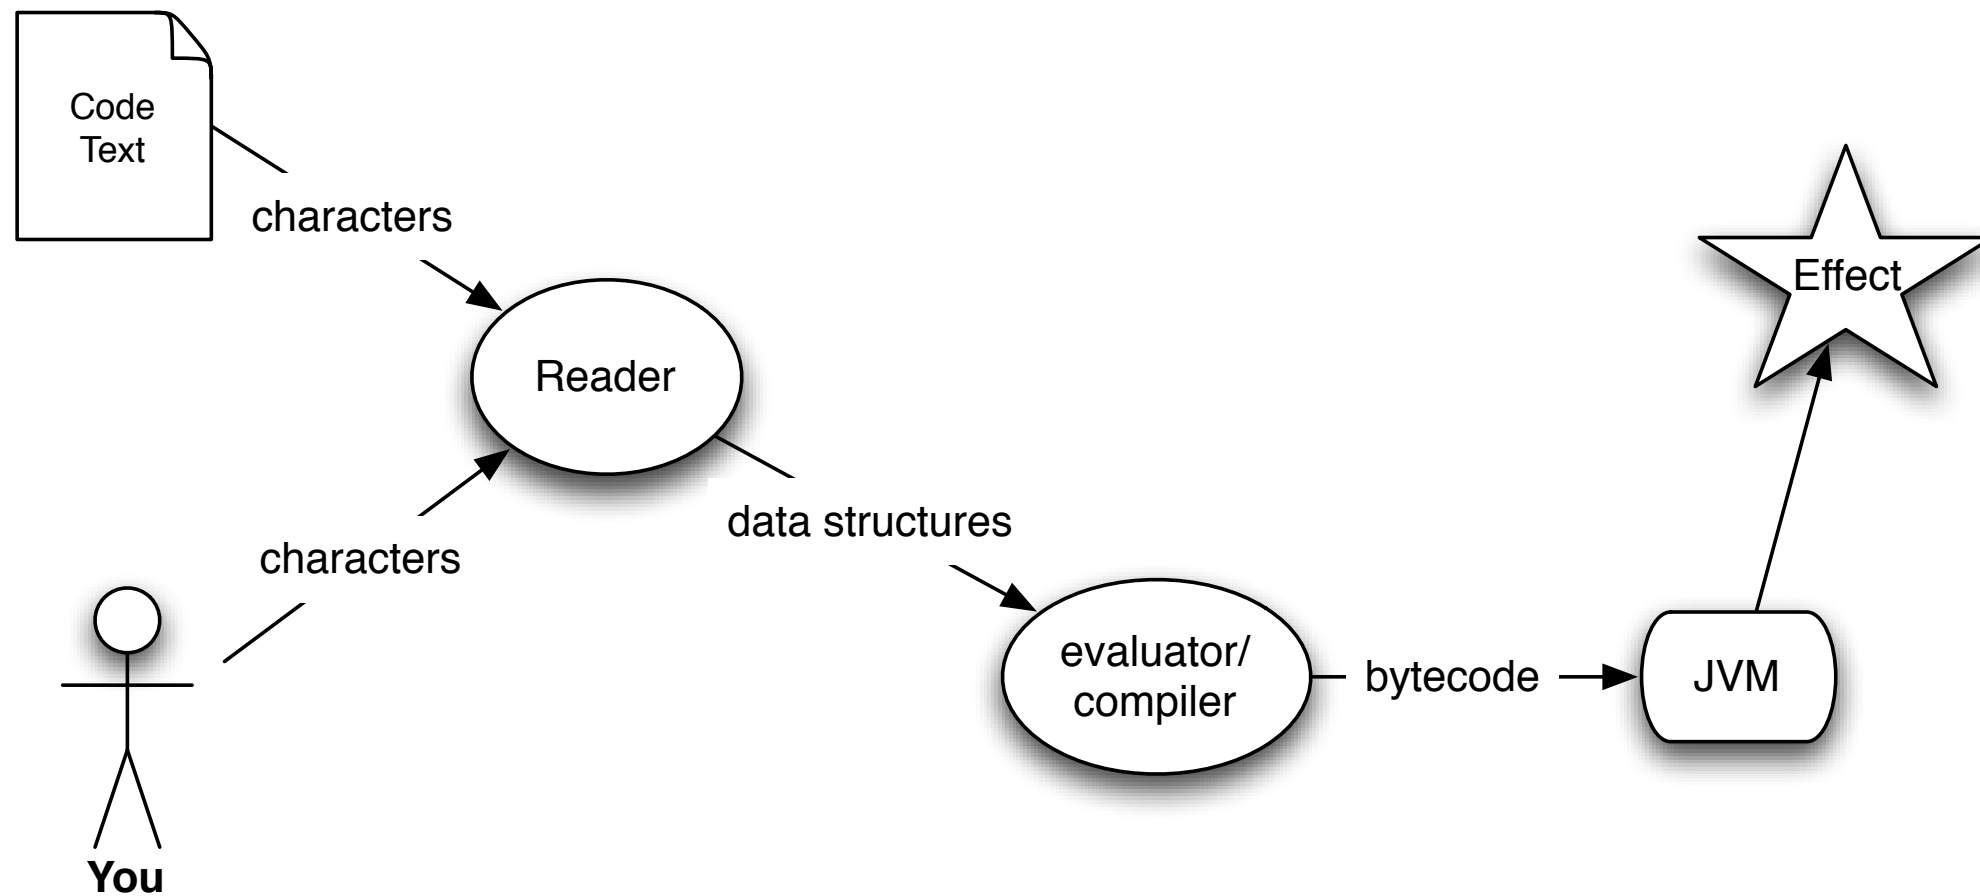 Code
Text
characters
Effect
Reader
data structures
characters
evaluator/
compiler
bytecode
JVM
You